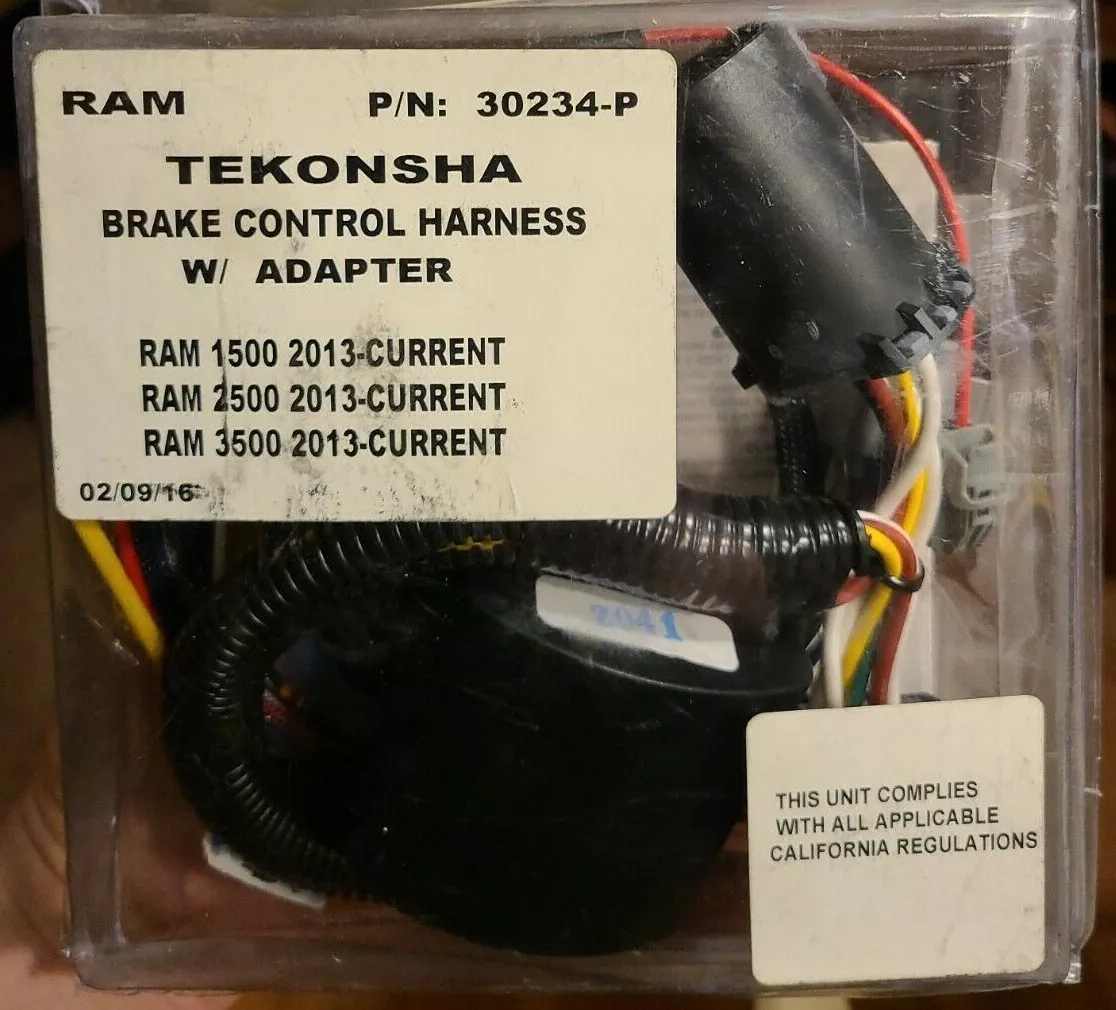 RAM P/N: 30234-P
TEKONSHA
BRAKE CONTROL HARNESS
W/ ADAPTER
RAM 1500 2013-CURRENT
RAM 2500 2013-CURRENT
RAM 3500 2013-CURRENT
02/09/16
2041
THIS UNIT COMPLIES
WITH ALL APPLICABLE
CALIFORNIA REGULATIONS